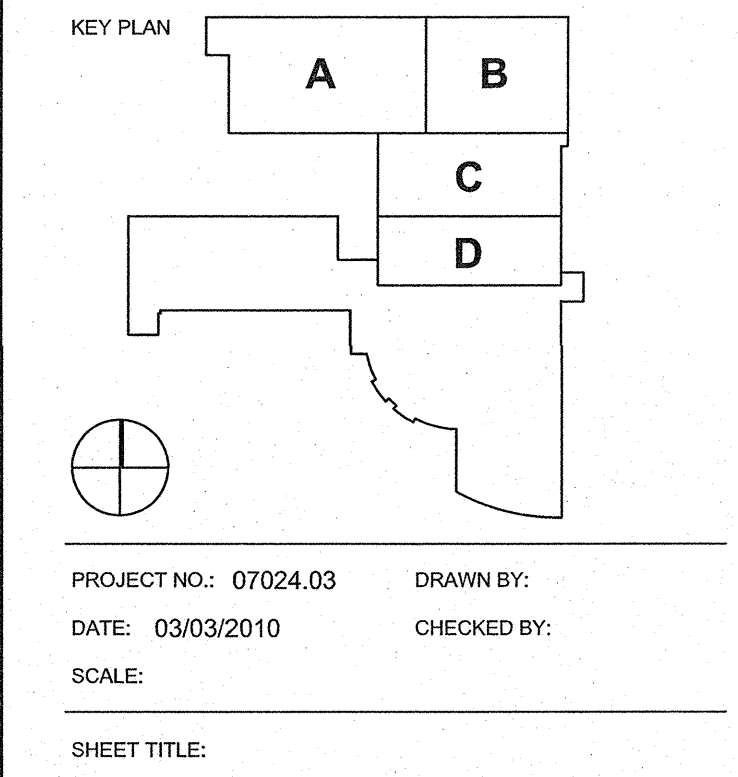 KEY PLAN
A
B
C
D
PROJECT NO.: 07024.03
DRAWN BY:
DATE: 03/03/2010
CHECKED BY:
SCALE:
SHEET TITLE: